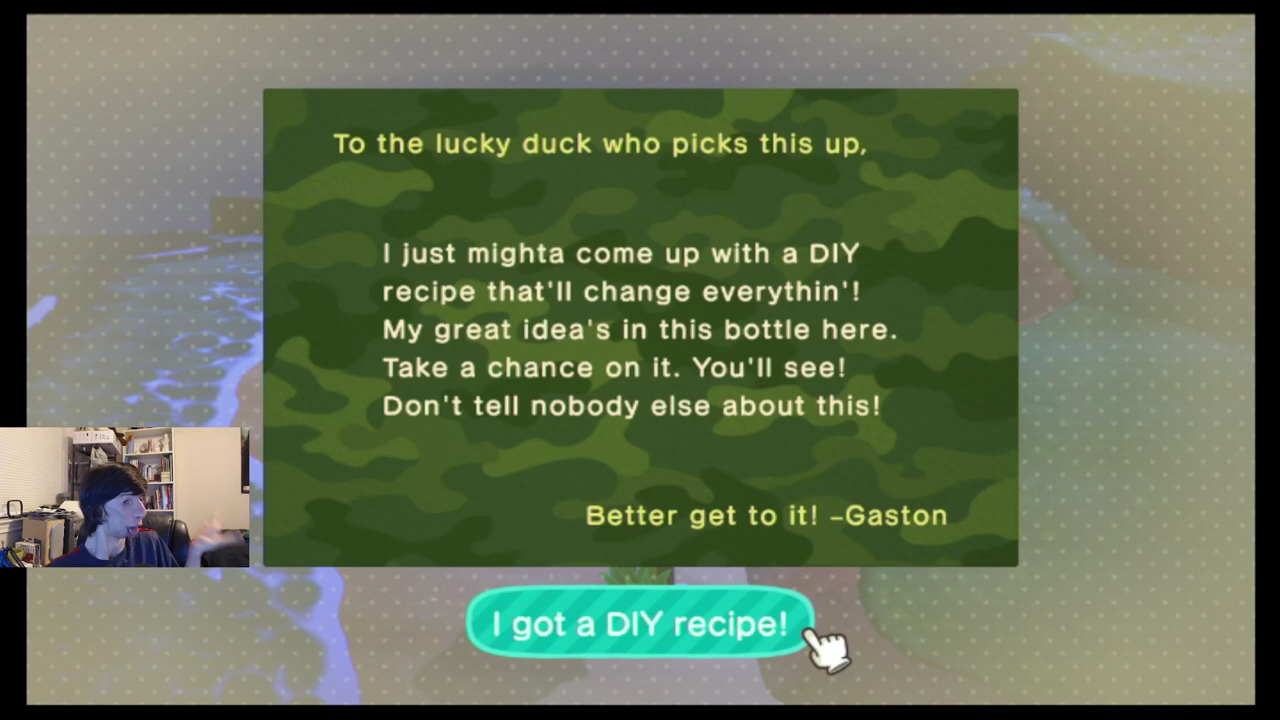 To the lucky duck who picks this up,
I just mighta come up with a DIY
recipe that'll change everythin'!
My great idea's in this bottle here.
Take a chance on it. You'll see!
Don't tell nobody else about this!
Better get to it! –Gaston
I got a DIY recipe!